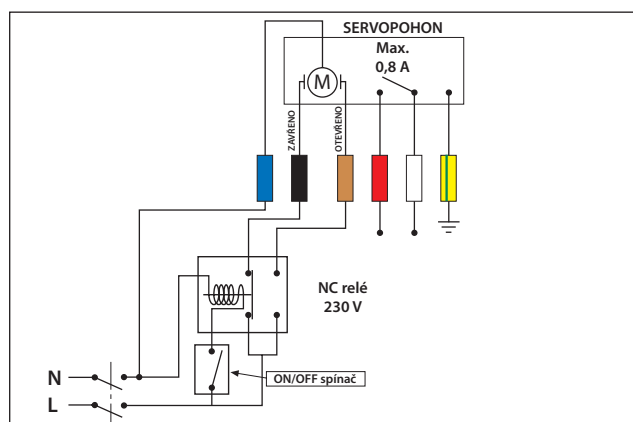 SERVOPOHON
Max.
0,8 A
M
ZAVŘENO
OTEVŘENO
NC relé
230 V
N
ON/OFF spínač
L